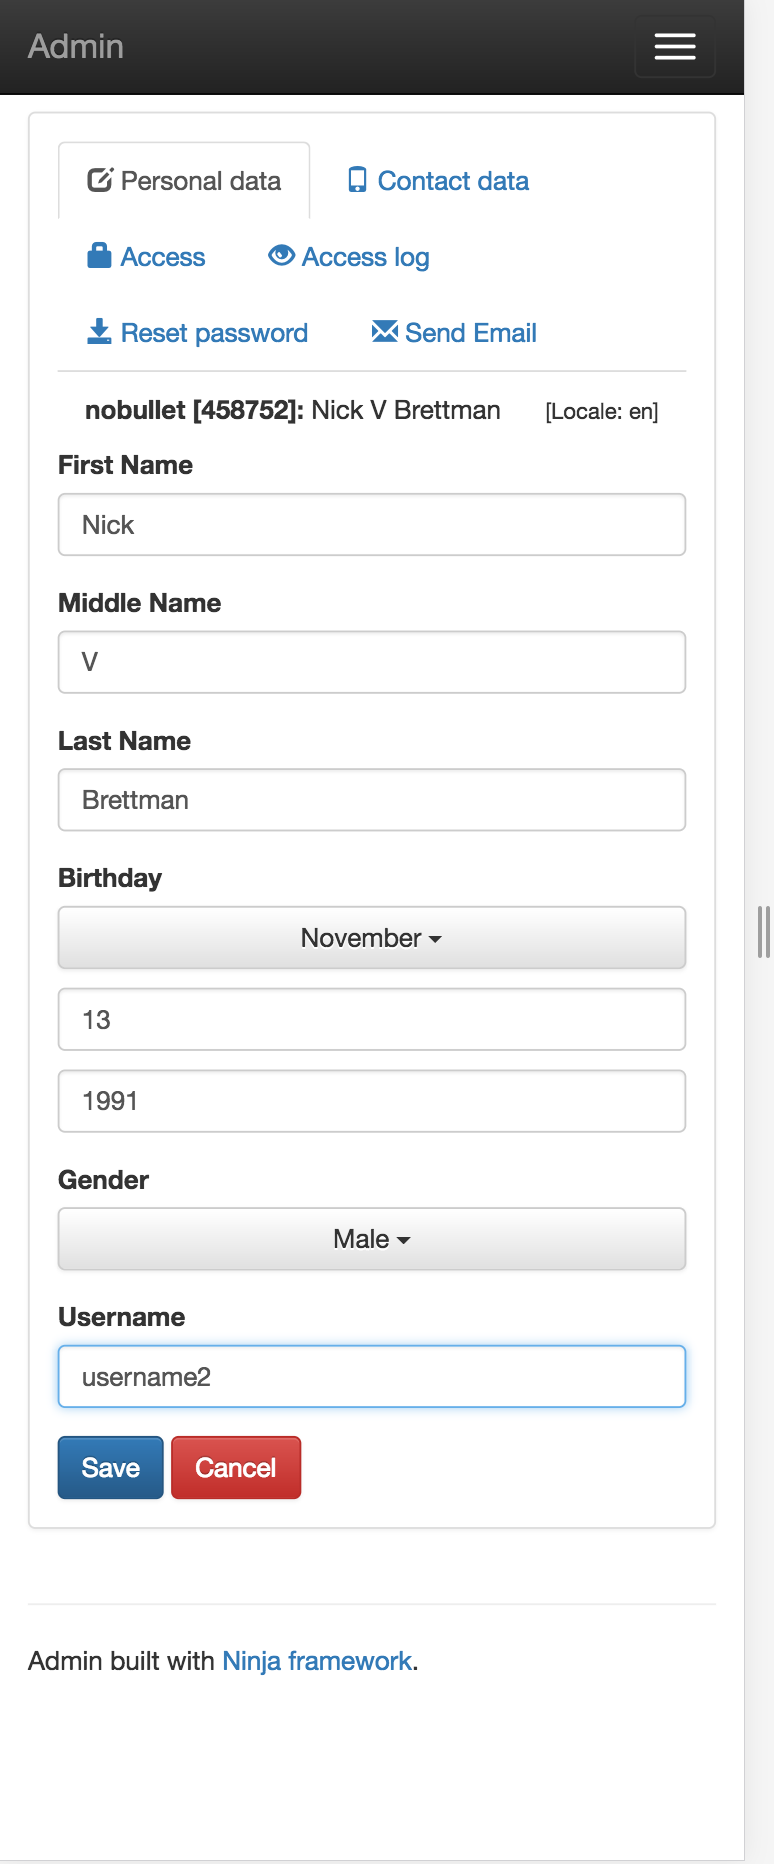 Admin
Personal data
Contact data
Access
Access log
Reset password
Send Email
nobullet [458752]: Nick V Brettman [Locale: en]
First Name
Nick
Middle Name
V
Last Name
Brettman
Birthday
November
13
1991
Gender
Male
Username
username2
Save
Cancel
Admin built with Ninja framework.